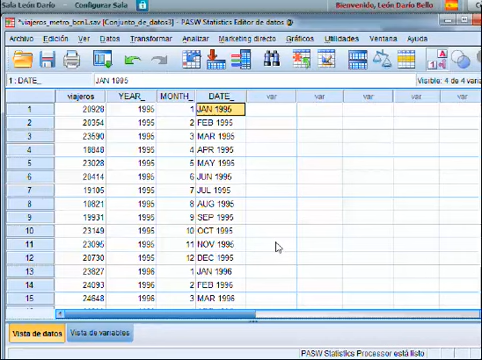 Sala León Darío Configurar Sala Bienvenido, León Darío Bello
*viajeros_metro_bcn1.sav [Conjunto_de_datos3] - PASW Statistics Editor de datos
Archivo Edición Ver Datos Transformar Analizar Marketing directo Gráficos Utilidades Ventana Ayuda
1 : DATE_ JAN 1995 Visible: 4 de 4 variabl
viajeros YEAR_ MONTH_ DATE_ var var var var
1 20928 1995 1 JAN 1995
2 20354 1995 2 FEB 1995
3 23590 1995 3 MAR 1995
4 18848 1995 4 APR 1995
5 23028 1995 5 MAY 1995
6 20414 1995 6 JUN 1995
7 19105 1995 7 JUL 1995
8 18821 1995 8 AUG 1995
9 19931 1995 9 SEP 1995
10 23149 1995 10 OCT 1995
11 23095 1995 11 NOV 1995
12 20730 1995 12 DEC 1995
13 23827 1996 1 JAN 1996
14 24093 1996 2 FEB 1996
15 24648 1996 3 MAR 1996
Vista de datos Vista de variables
PASW Statistics Processor está listo